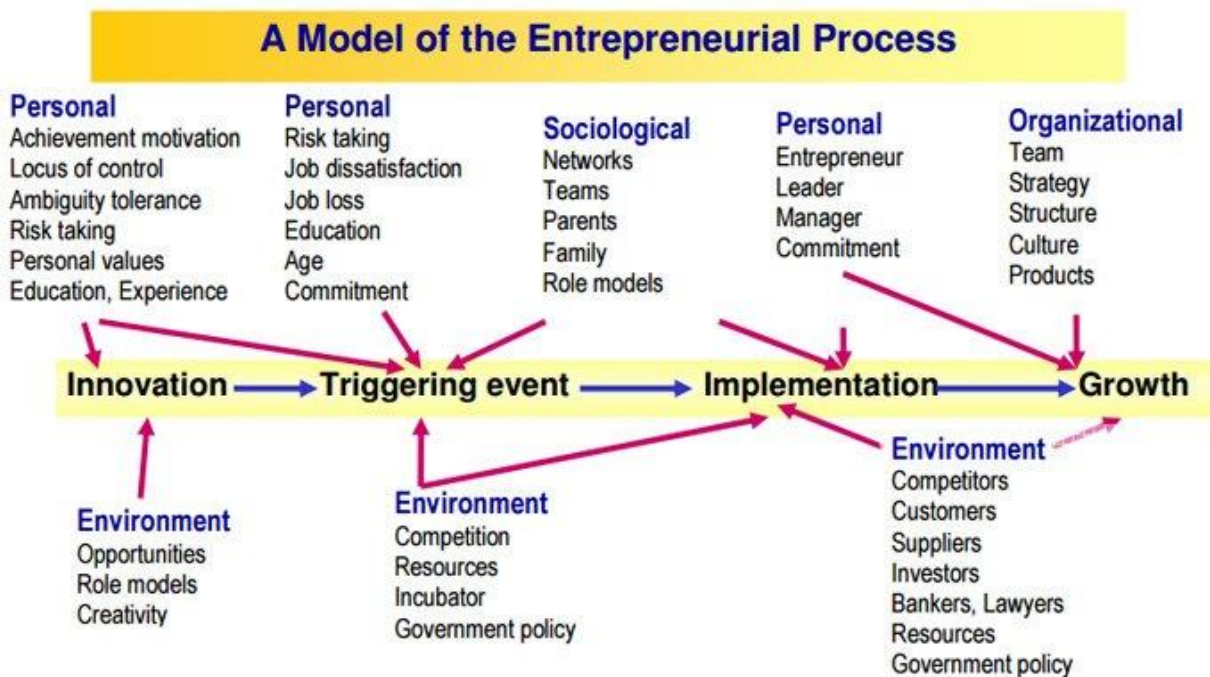 A Model of the Entrepreneurial Process
Personal
Achievement motivation
Locus of control
Ambiguity tolerance
Risk taking
Personal values
Education, Experience
Personal
Risk taking
Job dissatisfaction
Job loss
Education
Age
Commitment
Sociological
Networks
Teams
Parents
Family
Role models
Personal
Entrepreneur
Leader
Manager
Commitment
Organizational
Team
Strategy
Structure
Culture
Products
Innovation
Triggering event
Implementation
Growth
Environment
Opportunities
Role models
Creativity
Environment
Competition
Resources
Incubator
Government policy
Environment
Competitors
Customers
Suppliers
Investors
Bankers, Lawyers
Resources
Government policy